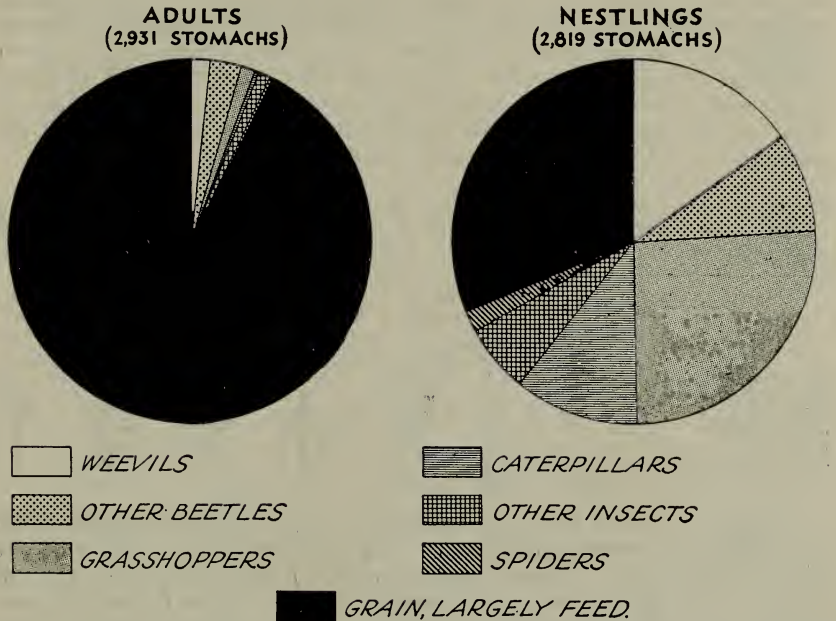 ADULTS
(2,931 STOMACHS)
NESTLINGS
(2,819 STOMACHS)
WEEVILS
OTHER BEETLES
GRASSHOPPERS
CATERPILLARS
OTHER INSECTS
SPIDERS
GRAIN, LARGELY FEED.